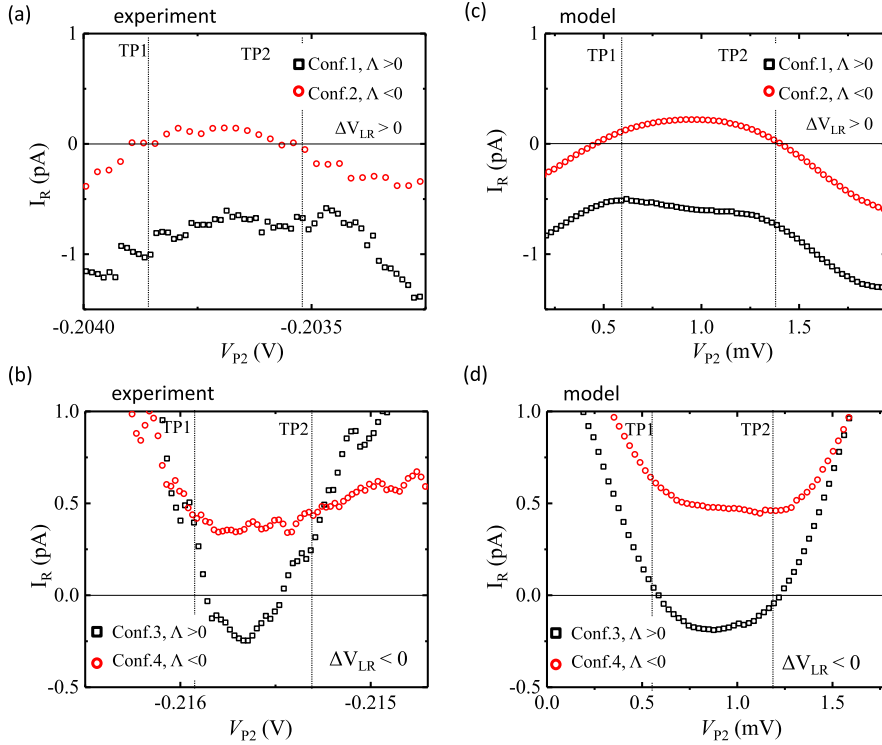 (a) experiment
1
TP1
TP2
Conf.1, Λ >0
Conf.2, Λ <0
ΔV_LR > 0
0
-1
I_R (pA)
-0.2040
-0.2035
V_P2 (V)
(c) model
1
TP1
TP2
Conf.1, Λ >0
Conf.2, Λ <0
ΔV_LR > 0
0
-1
I_R (pA)
0.5
1.0
1.5
V_P2 (mV)
(b) experiment
1.0
TP1
TP2
0.5
0.0
-0.5
I_R (pA)
Conf.3, Λ >0
Conf.4, Λ <0
ΔV_LR < 0
-0.216
-0.215
V_P2 (V)
(d) model
1.0
TP1
TP2
0.5
0.0
-0.5
I_R (pA)
Conf.3, Λ >0
Conf.4, Λ <0
ΔV_LR < 0
0.0
0.5
1.0
1.5
V_P2 (mV)